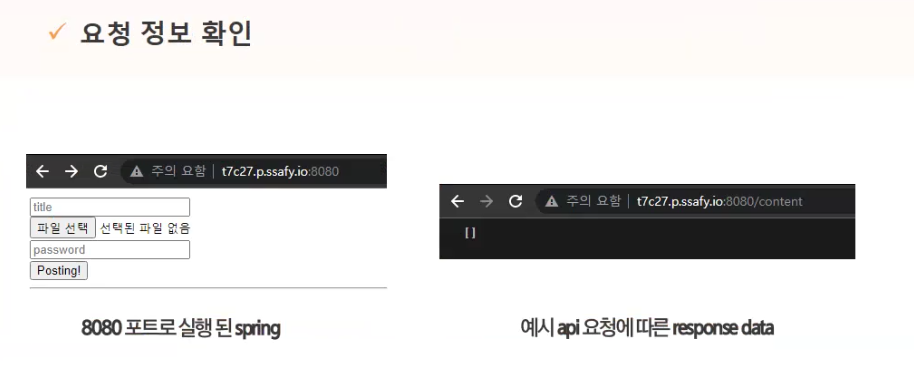 요청 정보 확인
주의 요함 | t7c27.p.ssafy.io:8080
title
파일 선택 선택된 파일 없음
password
Posting!
8080 포트로 실행 된 spring
주의 요함 | t7c27.p.ssafy.io:8080/content
[]
예시 api 요청에 따른 response data